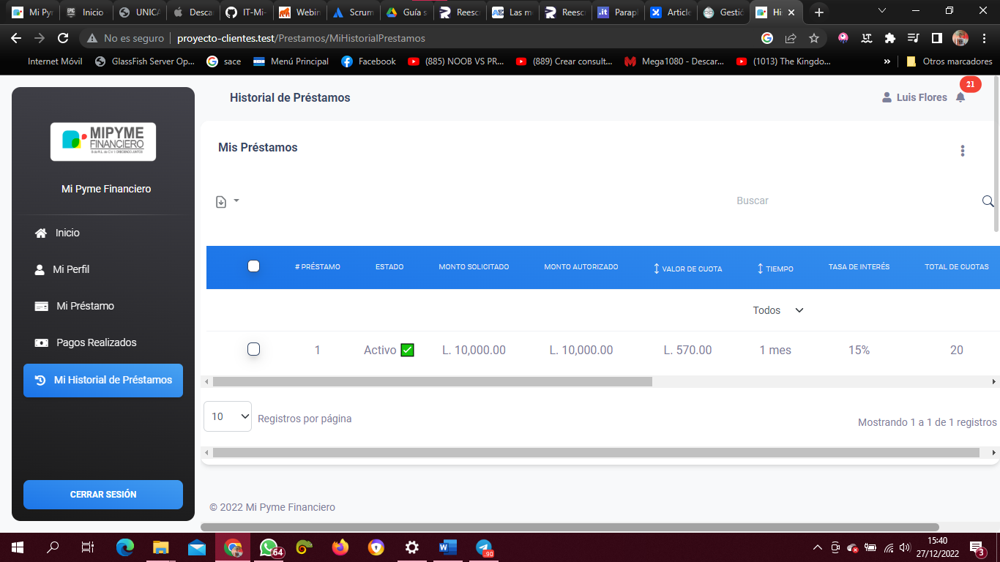 Mi Py
Inicio
UNICA
Descar
IT-Mi-
Webin
Scrum
Guía s
Reesc
Las m
Reesc
Parap
Article
Gestió
Hi
No es seguro
proyecto-clientes.test/Prestamos/MiHistorialPrestamos
Internet Móvil
GlassFish Server Op...
sace
Menú Principal
Facebook
(885) NOOB VS PR...
(889) Crear consult...
Mega1080 - Descar...
(1013) The Kingdo...
»
Otros marcadores
MIPYME
FINANCIERO
Mi Pyme Financiero
Inicio
Mi Perfil
Mi Préstamo
Pagos Realizados
Mi Historial de Préstamos
CERRAR SESIÓN
Historial de Préstamos
Luis Flores
21
Mis Préstamos
Buscar
# PRÉSTAMO ESTADO MONTO SOLICITADO MONTO AUTORIZADO VALOR DE CUOTA TIEMPO TASA DE INTERÉS TOTAL DE CUOTAS
Todos
1 Activo ✅ L. 10,000.00 L. 10,000.00 L. 570.00 1 mes 15% 20
10 Registros por página
Mostrando 1 a 1 de 1 registros
© 2022 Mi Pyme Financiero
64
.90
15:40
27/12/2022
3